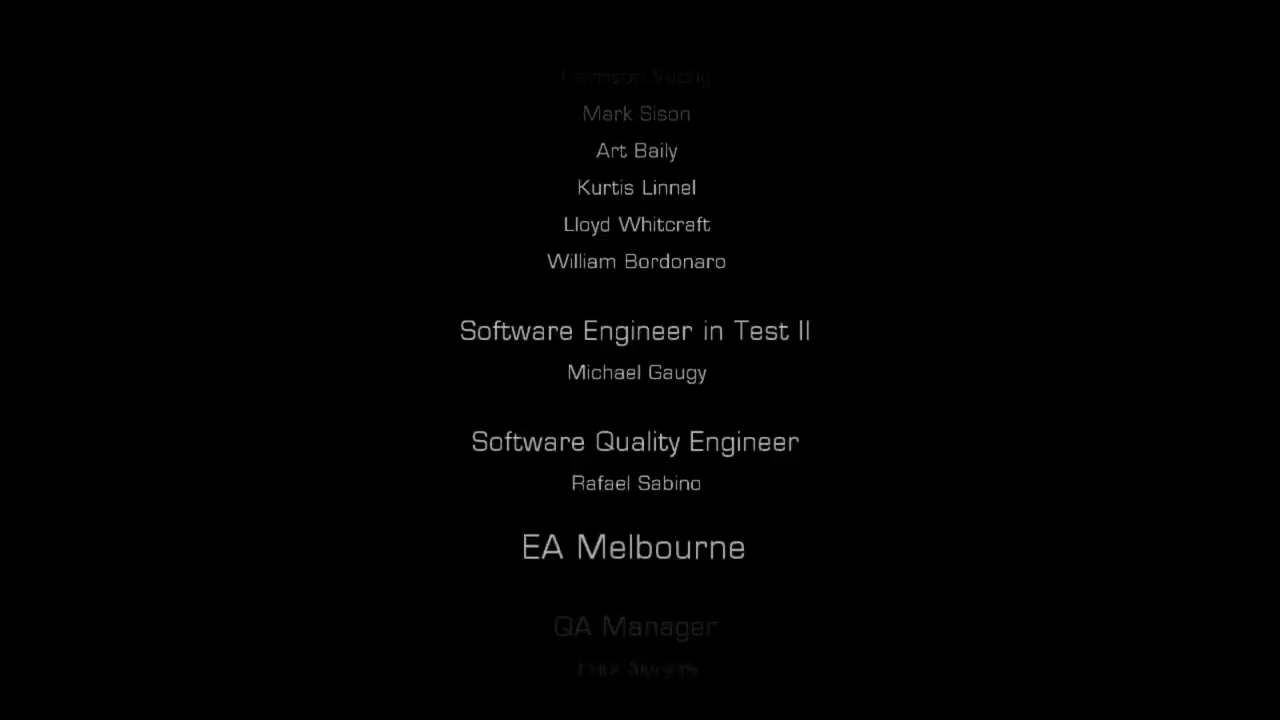 Mark Sison
Art Baily
Kurtis Linnel
Lloyd Whitcraft
William Bordonaro
Software Engineer in Test II
Michael Gaugy
Software Quality Engineer
Rafael Sabino
EA Melbourne
QA Manager